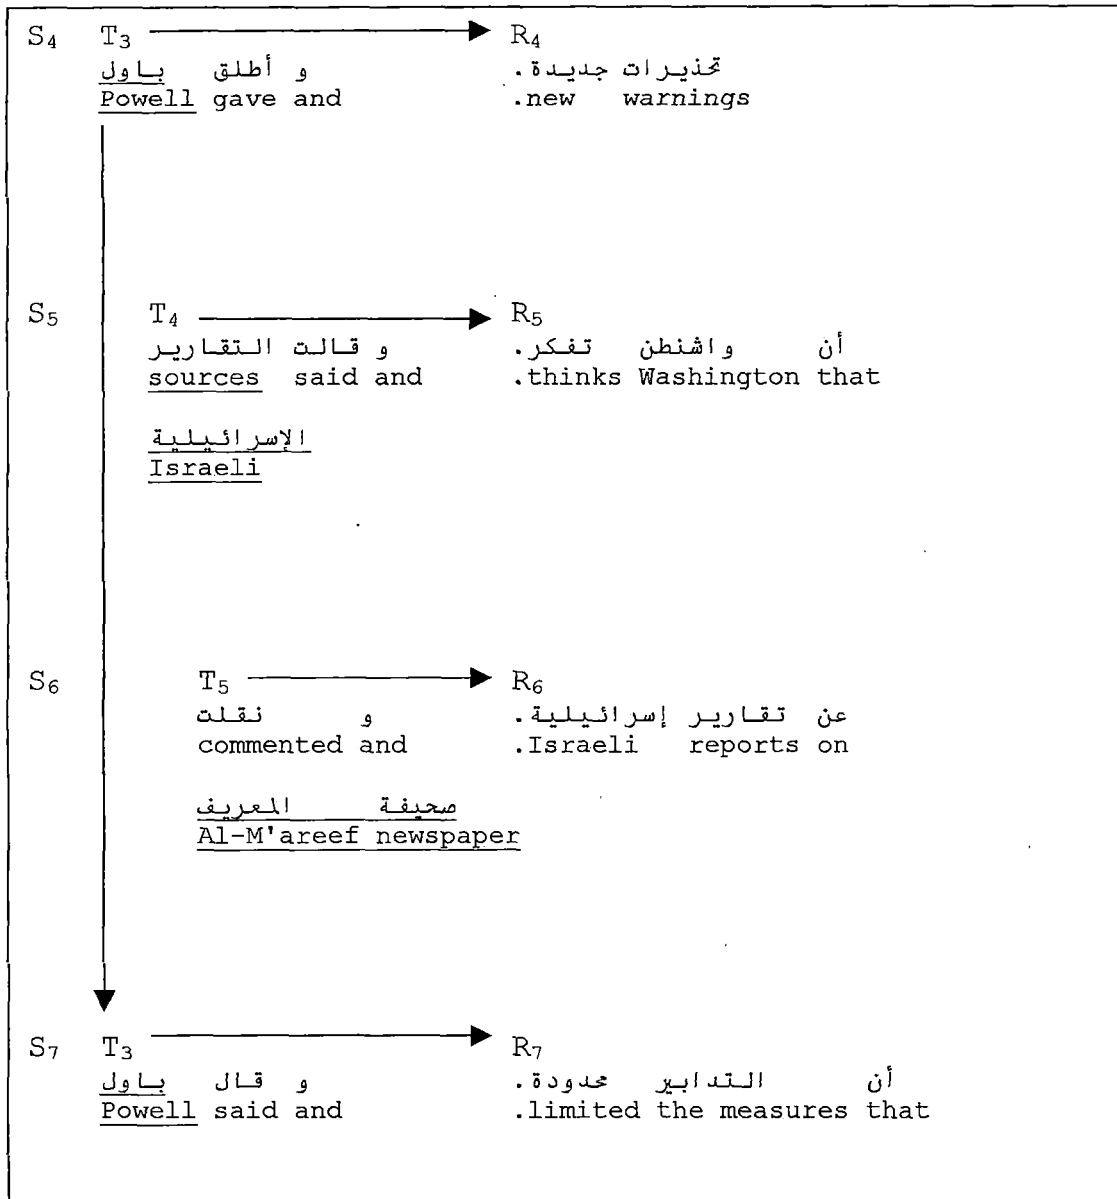 S₄ T₃ R₄
و أطلق باول تحذيرات جديدة.
Powell gave and .new warnings
S₅ T₄ R₅
و قالت التقارير أن واشنطن تفكر.
sources said and .thinks Washington that
الإسرائيلية
Israeli
S₆ T₅ R₆
و نقلت عن تقارير إسرائيلية.
commented and .Israeli reports on
صحيفة المعريف
Al-M'areef newspaper
S₇ T₃ R₇
و قال باول أن التدابير محدودة.
Powell said and .limited the measures that